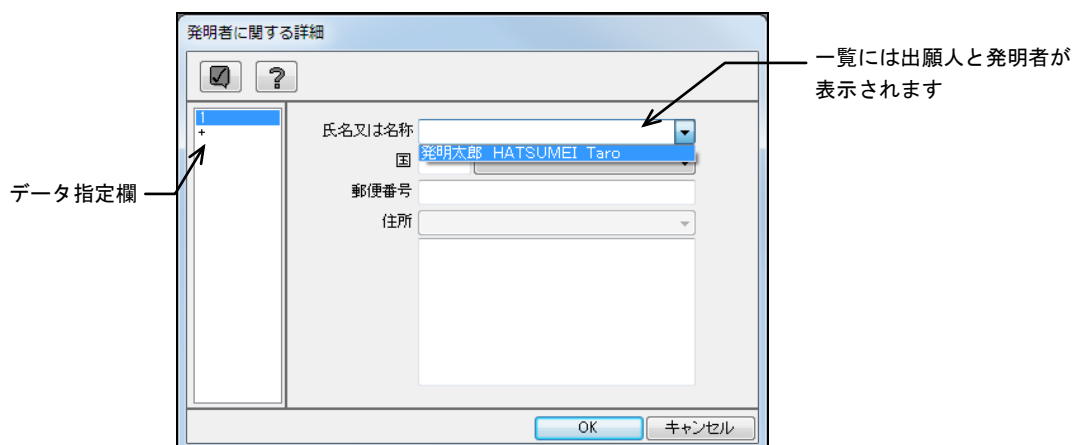 発明者に関する詳細
?
一覧には出願人と発明者が
表示されます
1
+
氏名又は名称
発明太郎 HATSUMEI Taro
国
データ指定欄
郵便番号
住所
OK
キャンセル